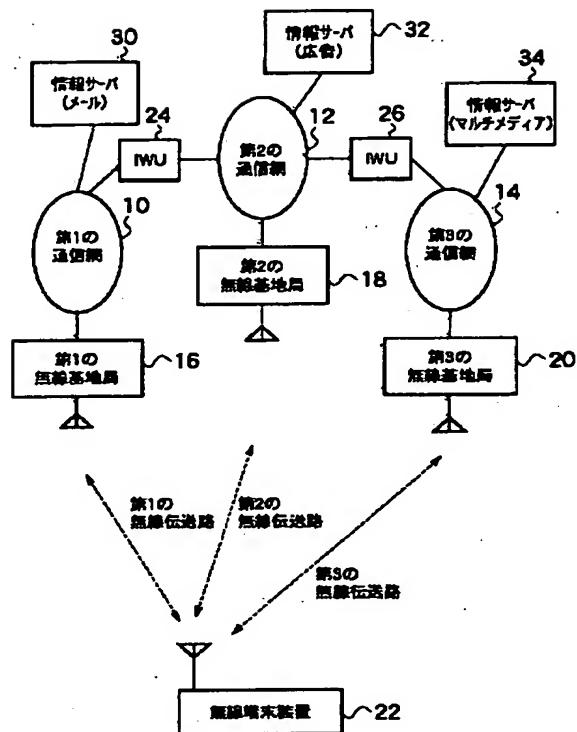 30
情報サーバ
(メール)
24
IWU
情報サーバ
(広告)
32
12
第2の
通信網
26
IWU
34
情報サーバ
(マルチメディア)
第1の
通信網
10
14
第3の
通信網
第2の
無線基地局
18
第1の
無線基地局
16
第3の
無線基地局
20
第1の
無線伝送路
第2の
無線伝送路
第3の
無線伝送路
無線端末装置
22